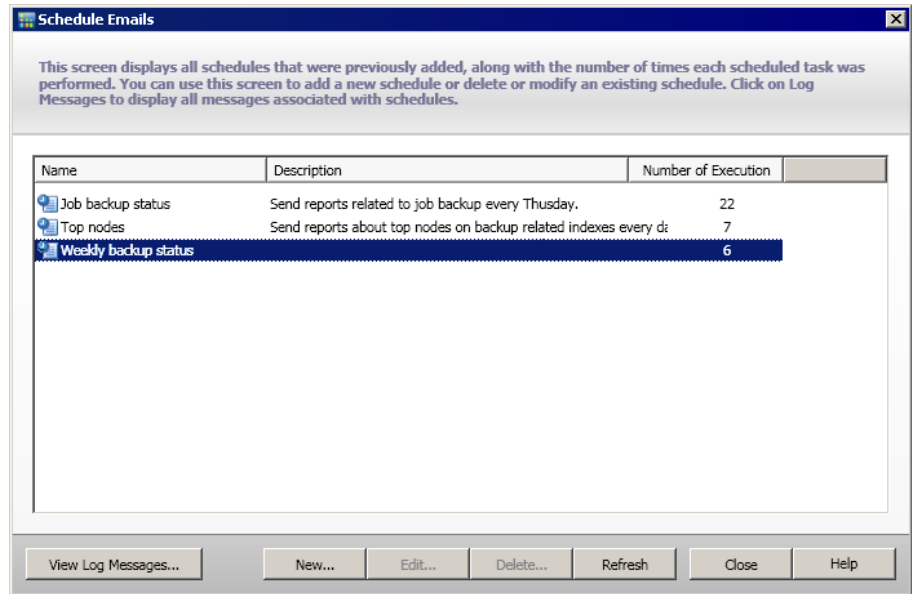 Schedule Emails
This screen displays all schedules that were previously added, along with the number of times each scheduled task was
performed. You can use this screen to add a new schedule or delete or modify an existing schedule. Click on Log
Messages to display all messages associated with schedules.
Name Description Number of Execution
Job backup status Send reports related to job backup every Thusday. 22
Top nodes Send reports about top nodes on backup related indexes every da 7
Weekly backup status 6
View Log Messages... New... Edit... Delete... Refresh Close Help